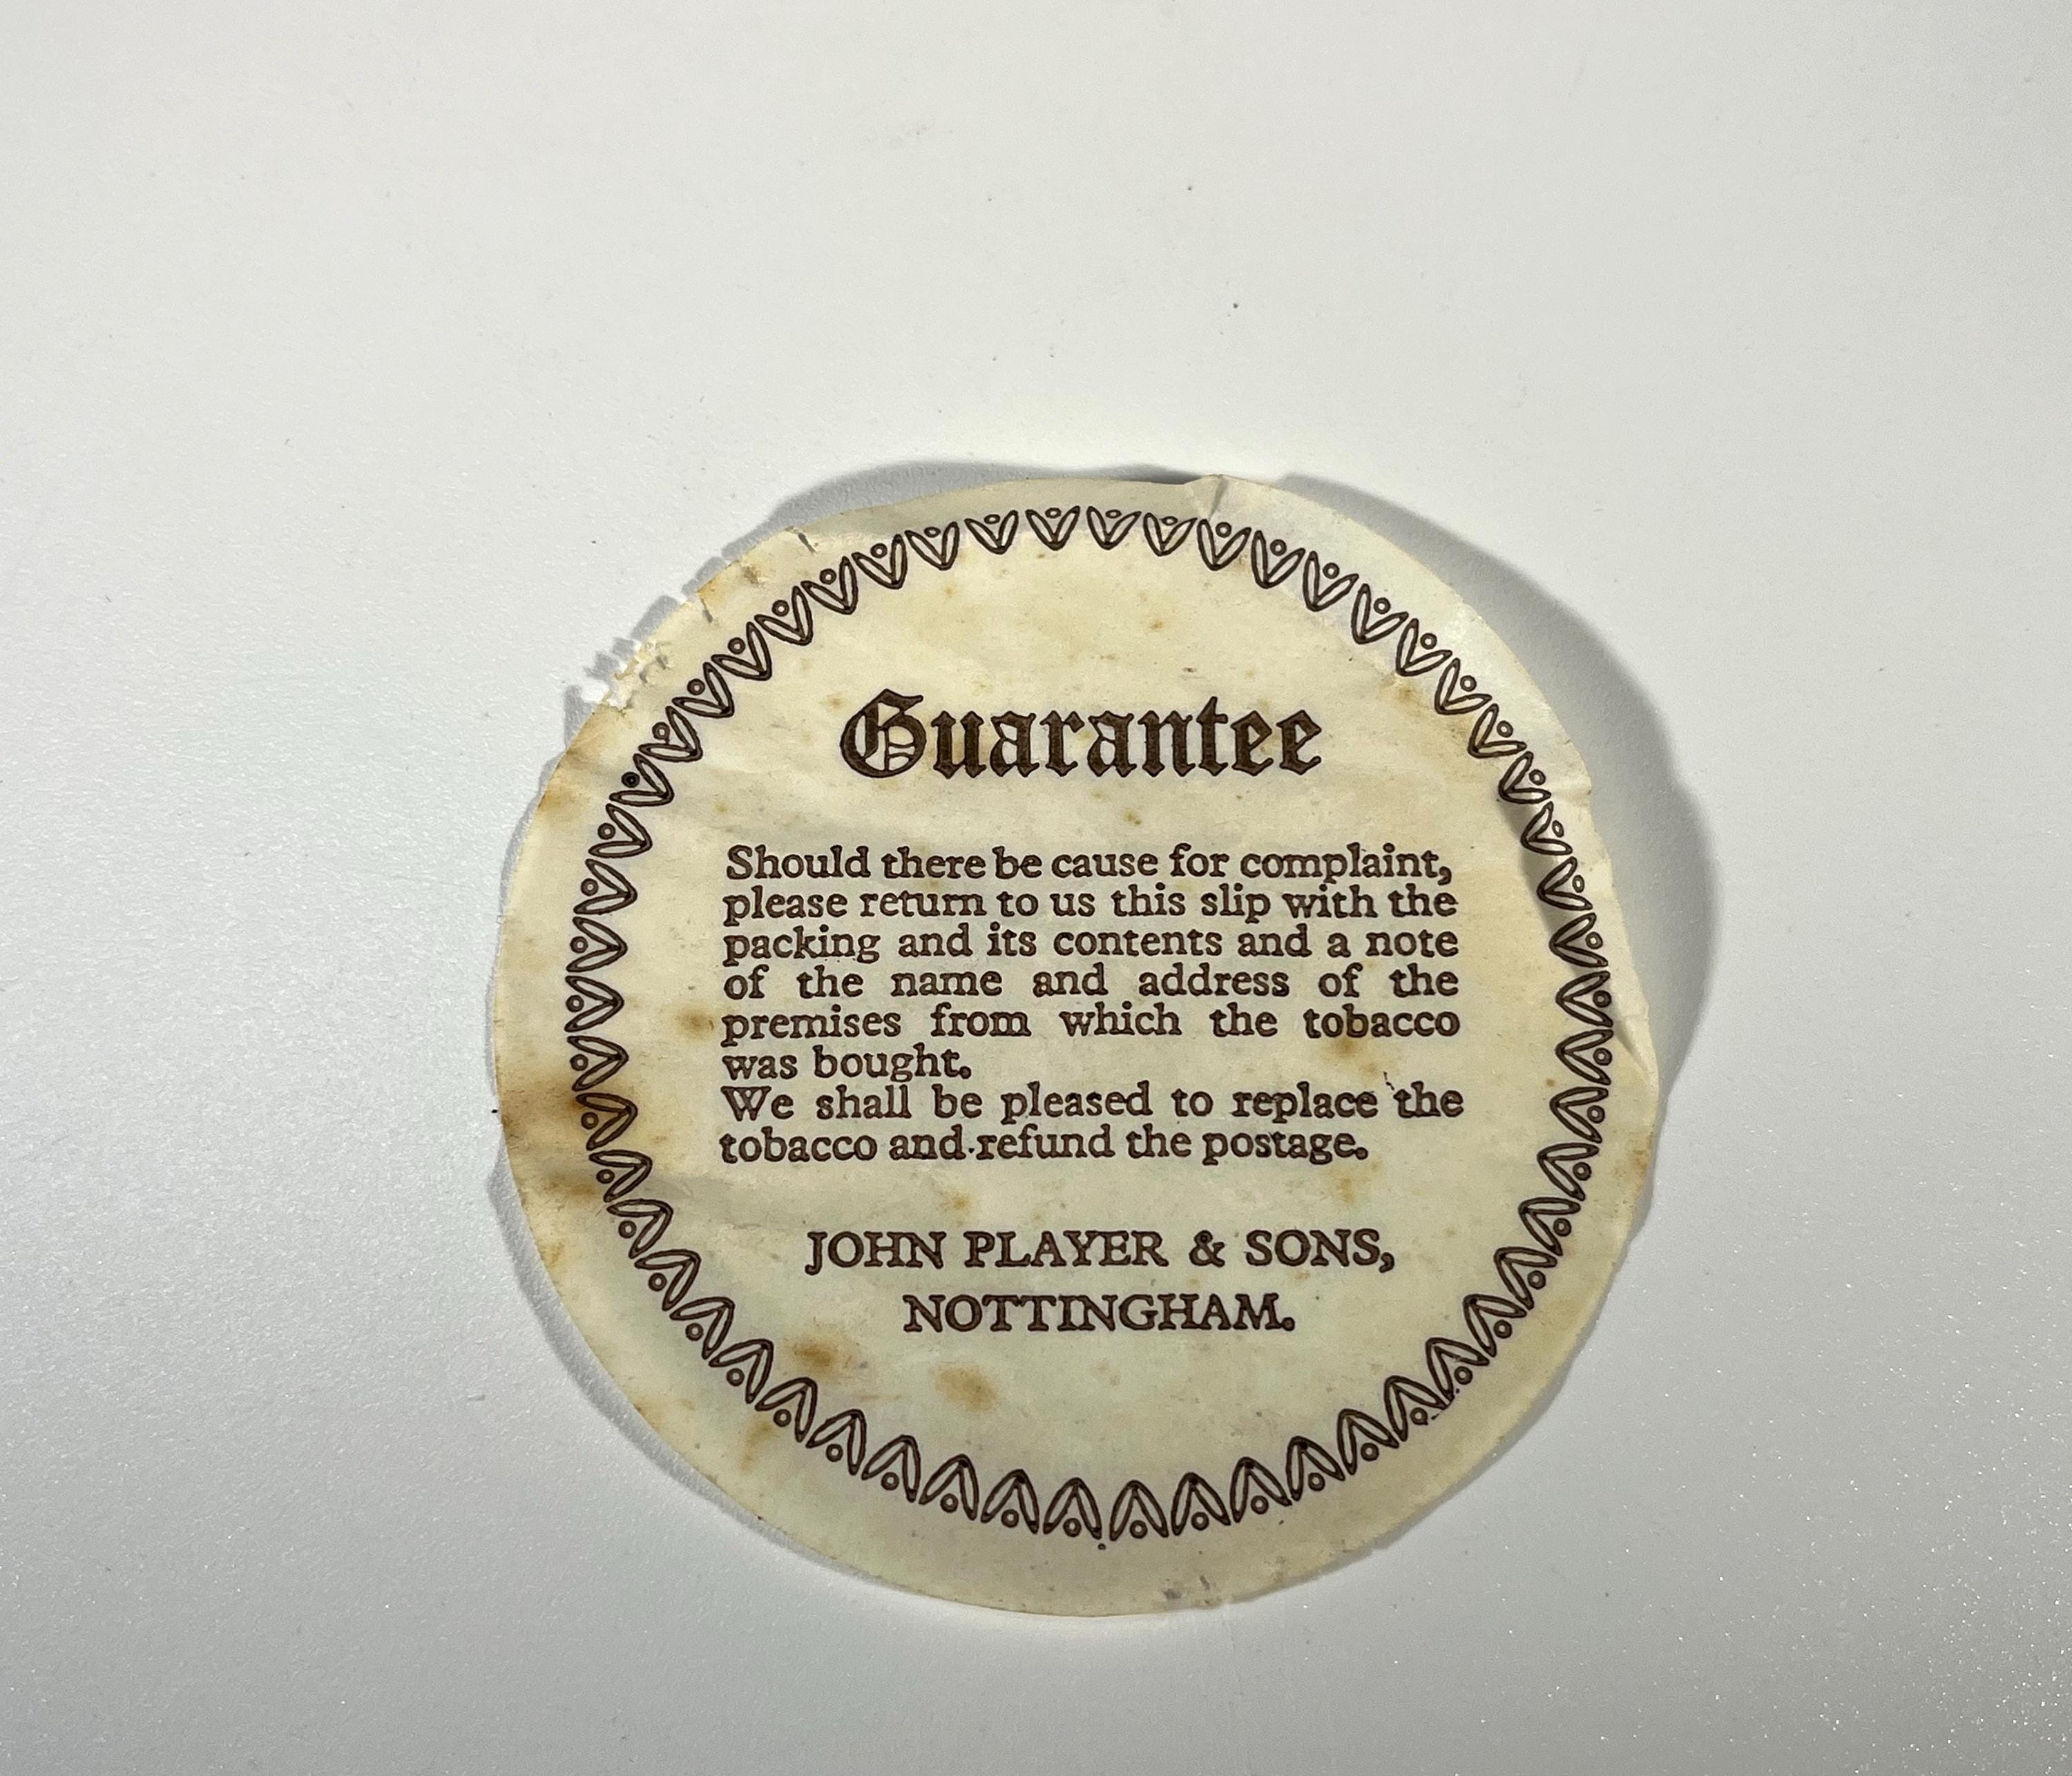 Guarantee
Should there be cause for complaint,
please return to us this slip with the
packing and its contents and a note
of the name and address of the
premises from which the tobacco
was bought.
We shall be pleased to replace the
tobacco and refund the postage.
JOHN PLAYER & SONS,
NOTTINGHAM.